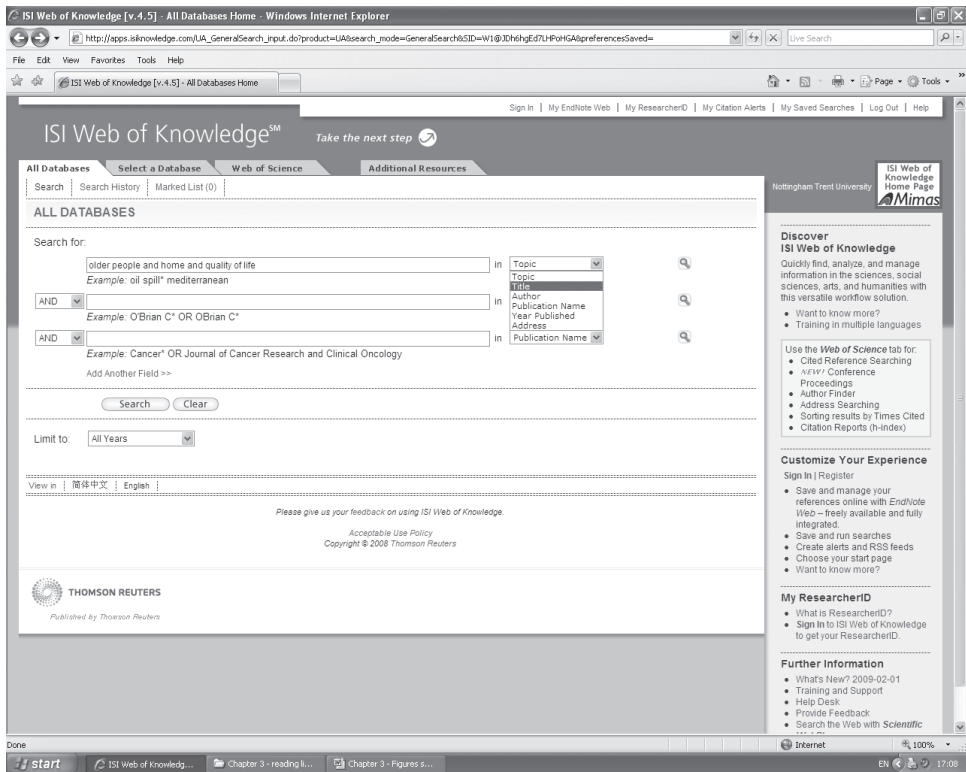 ISI Web of Knowledge [v.4.5] - All Databases Home - Windows Internet Explorer
http://apps.isiknowledge.com/UA_GeneralSearch_input.do?product=UA&search_mode=GeneralSearch&SID=W1@JDh6hgEd7LHPoHGA&preferencesSaved=
Live Search
File Edit View Favorites Tools Help
ISI Web of Knowledge [v.4.5] - All Databases Home
Page Tools
Sign In | My EndNote Web | My ResearcherID | My Citation Alerts | My Saved Searches | Log Out | Help
ISI Web of Knowledge℠ Take the next step
All Databases Select a Database Web of Science Additional Resources
Search Search History Marked List (0)
ALL DATABASES
Search for:
older people and home and quality of life in Topic
Example: oil spill* mediterranean
Topic
Title
Author
Publication Name
Year Published
Address
AND in
Example: O'Brian C* OR OBrian C*
AND in Publication Name
Example: Cancer* OR Journal of Cancer Research and Clinical Oncology
Add Another Field >>
Search Clear
Limit to: All Years
View in 简体中文 English
Please give us your feedback on using ISI Web of Knowledge.
Acceptable Use Policy
Copyright © 2008 Thomson Reuters
THOMSON REUTERS
Published by Thomson Reuters
Nottingham Trent University
ISI Web of
Knowledge
Home Page
Mimas
Discover
ISI Web of Knowledge
Quickly find, analyze, and manage
information in the sciences, social
sciences, arts, and humanities with
this versatile workflow solution.
• Want to know more?
• Training in multiple languages
Use the Web of Science tab for:
• Cited Reference Searching
• NEW! Conference
Proceedings
• Author Finder
• Address Searching
• Sorting results by Times Cited
• Citation Reports (h-index)
Customize Your Experience
Sign In | Register
• Save and manage your
references online with EndNote
Web – freely available and fully
integrated.
• Save and run searches
• Create alerts and RSS feeds
• Choose your start page
• Want to know more?
My ResearcherID
• What is ResearcherID?
• Sign In to ISI Web of Knowledge
to get your ResearcherID.
Further Information
• What's New? 2009-02-01
• Training and Support
• Help Desk
• Provide Feedback
• Search the Web with Scientific
Done Internet 100%
start ISI Web of Knowledg... Chapter 3 - reading li... Chapter 3 - Figures s... EN 17:08